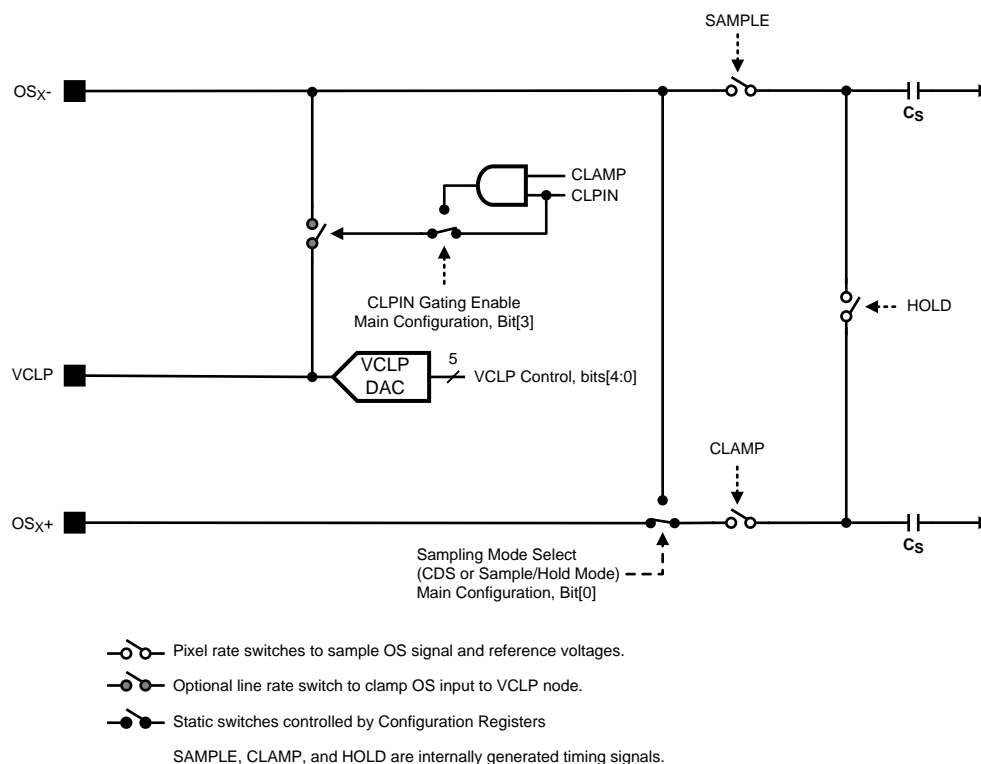 SAMPLE
OSX-
CS
CLAMP
CLPIN
CLPIN Gating Enable
Main Configuration, Bit[3]
HOLD
VCLP
VCLP
DAC
5
VCLP Control, bits[4:0]
CLAMP
OSX+
CS
Sampling Mode Select
(CDS or Sample/Hold Mode)
Main Configuration, Bit[0]
Pixel rate switches to sample OS signal and reference voltages.
Optional line rate switch to clamp OS input to VCLP node.
Static switches controlled by Configuration Registers
SAMPLE, CLAMP, and HOLD are internally generated timing signals.